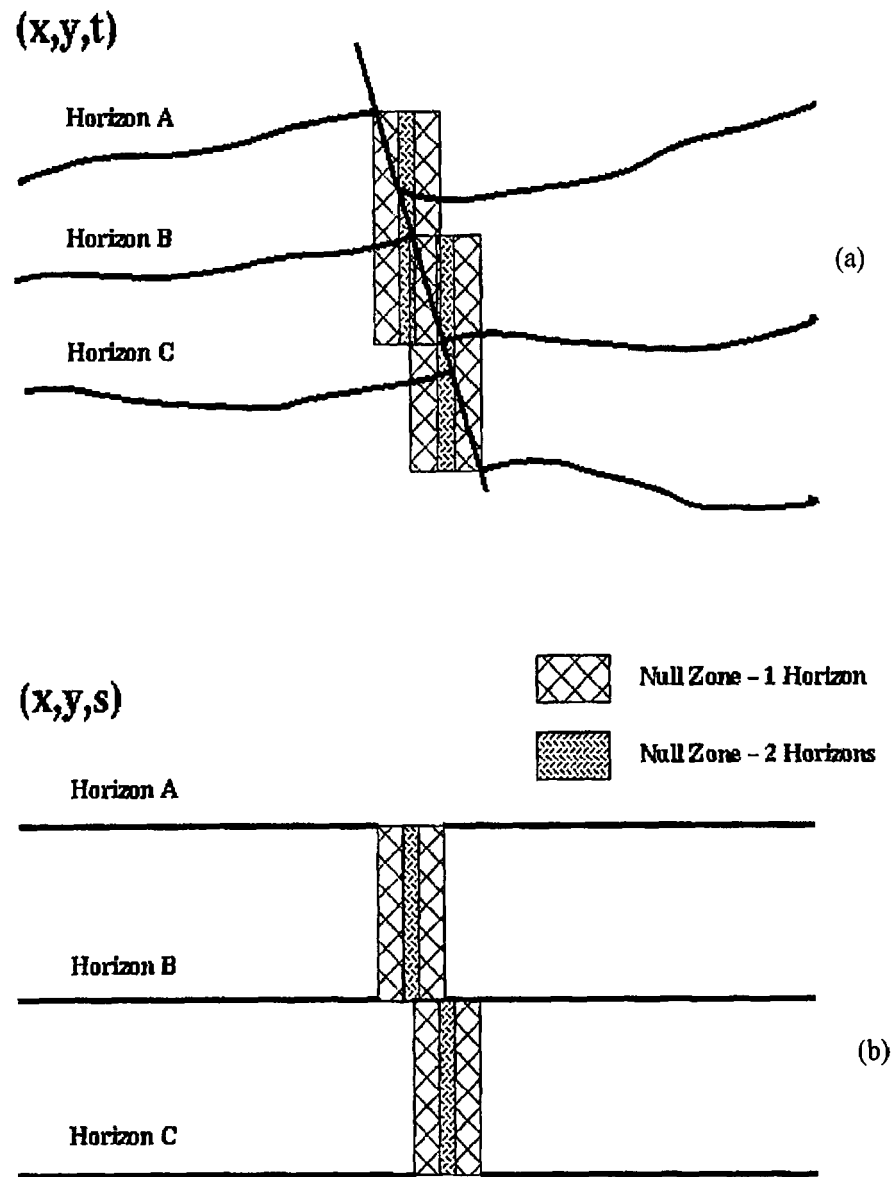 (x,y,t)
Horizon A
Horizon B
(a)
Horizon C
Null Zone - 1 Horizon
(x,y,s)
Null Zone - 2 Horizons
Horizon A
Horizon B
(b)
Horizon C